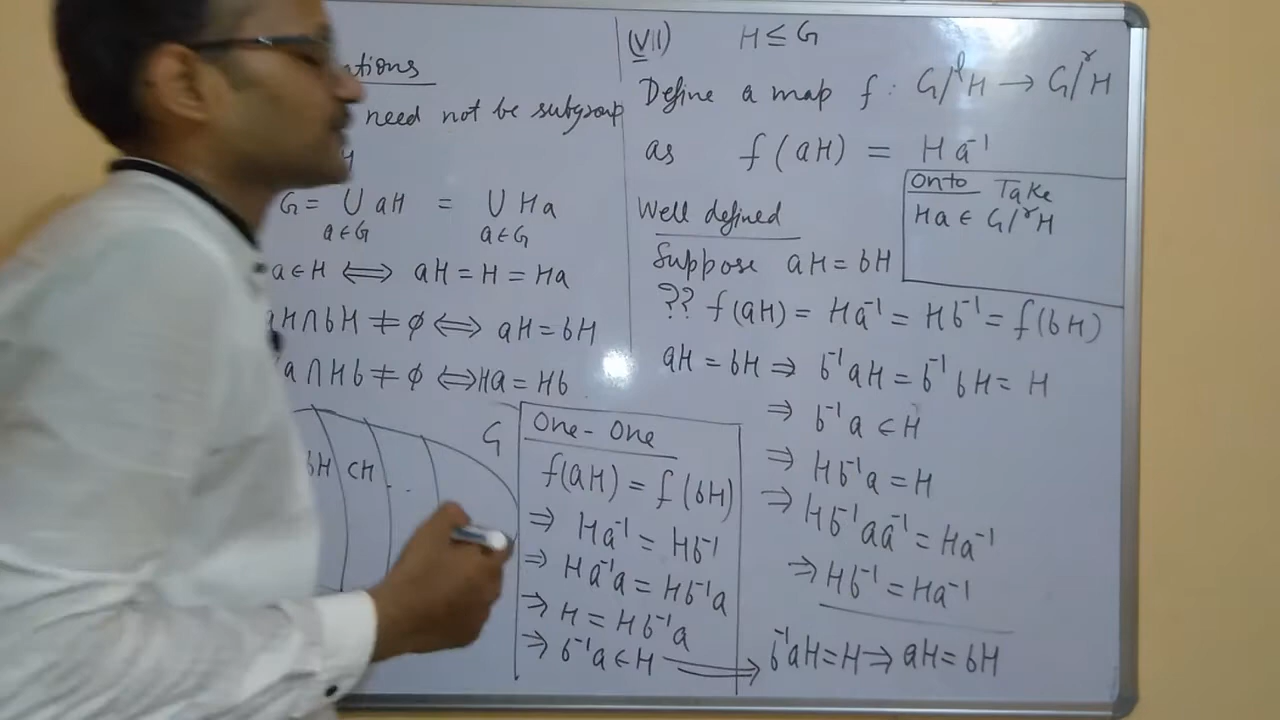 ations
need not be subgroup
H
G = ∪ aH = ∪ Ha
a∈G a∈G
a∈H ⟺ aH = H = Ha
aH∩bH ≠ φ ⟺ aH = bH
a∩Hb ≠ φ ⟺ Ha = Hb
bH cH . .
G
One-One
f(aH) = f(bH)
⇒ Ha⁻¹ = Hb⁻¹
⇒ Ha⁻¹a = Hb⁻¹a
⇒ H = Hb⁻¹a
⇒ b⁻¹a ∈ H ⟹ b⁻¹aH = H ⇒ aH = bH
(VII) H ≤ G
Define a map f : G/ˡH → G/ʳH
as f(aH) = Ha⁻¹
Onto Take
Ha ∈ G/ʳH
Well defined
Suppose aH = bH
?? f(aH) = Ha⁻¹ = Hb⁻¹ = f(bH)
aH = bH ⇒ b⁻¹aH = b⁻¹bH = H
⇒ b⁻¹a ∈ H
⇒ Hb⁻¹a = H
⇒ Hb⁻¹aa⁻¹ = Ha⁻¹
⇒ Hb⁻¹ = Ha⁻¹